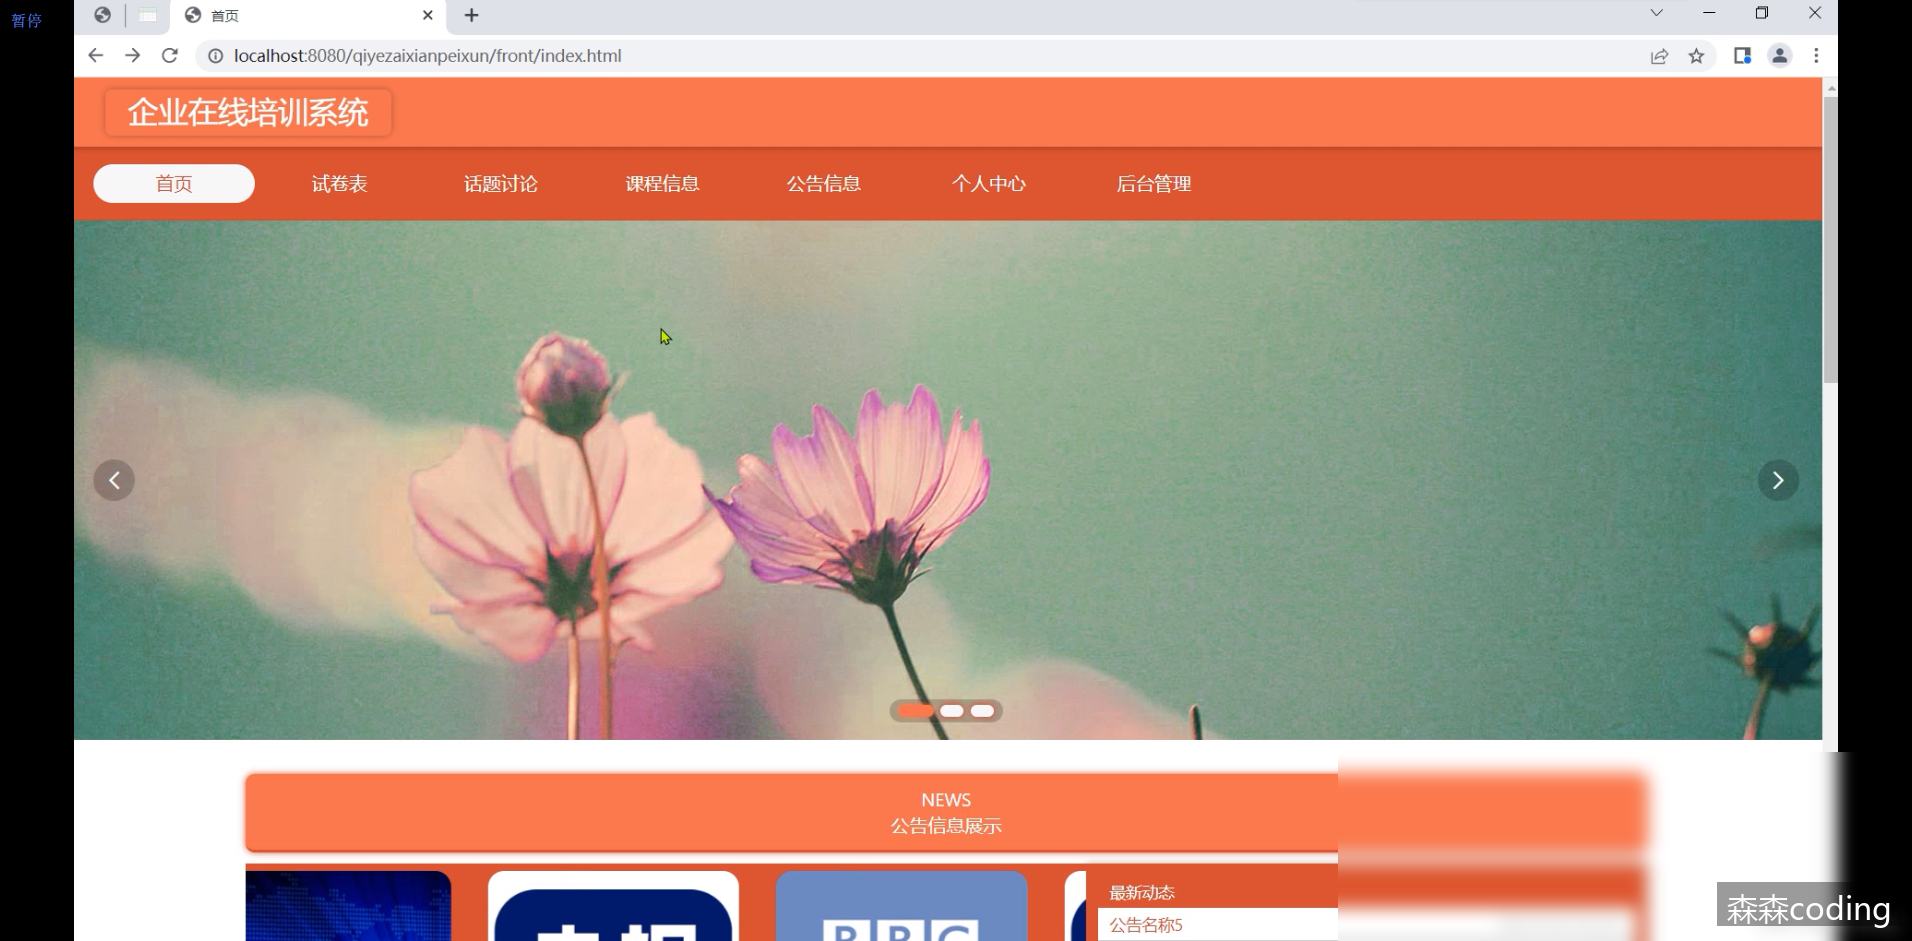 暂停
首页
localhost:8080/qiyezaixianpeixun/front/index.html
企业在线培训系统
首页 试卷表 话题讨论 课程信息 公告信息 个人中心 后台管理
NEWS
公告信息展示
BBC
最新动态
公告名称5
森森coding